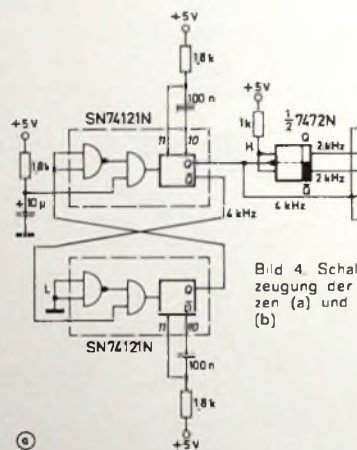 +5V
1,8k
100n
SN74121N
11 10
Q
Q̄
+5V
1,8k
+ 10µ
+5V
1k
H
½ 7472N
Q
Q̄
2 kHz
2 kHz
4 kHz
4 kHz
L
Q
Q̄
11 10
SN74121N
100n
1,8k
+5V
Bild 4. Schal
zeugung der
zen (a) und
(b)
a